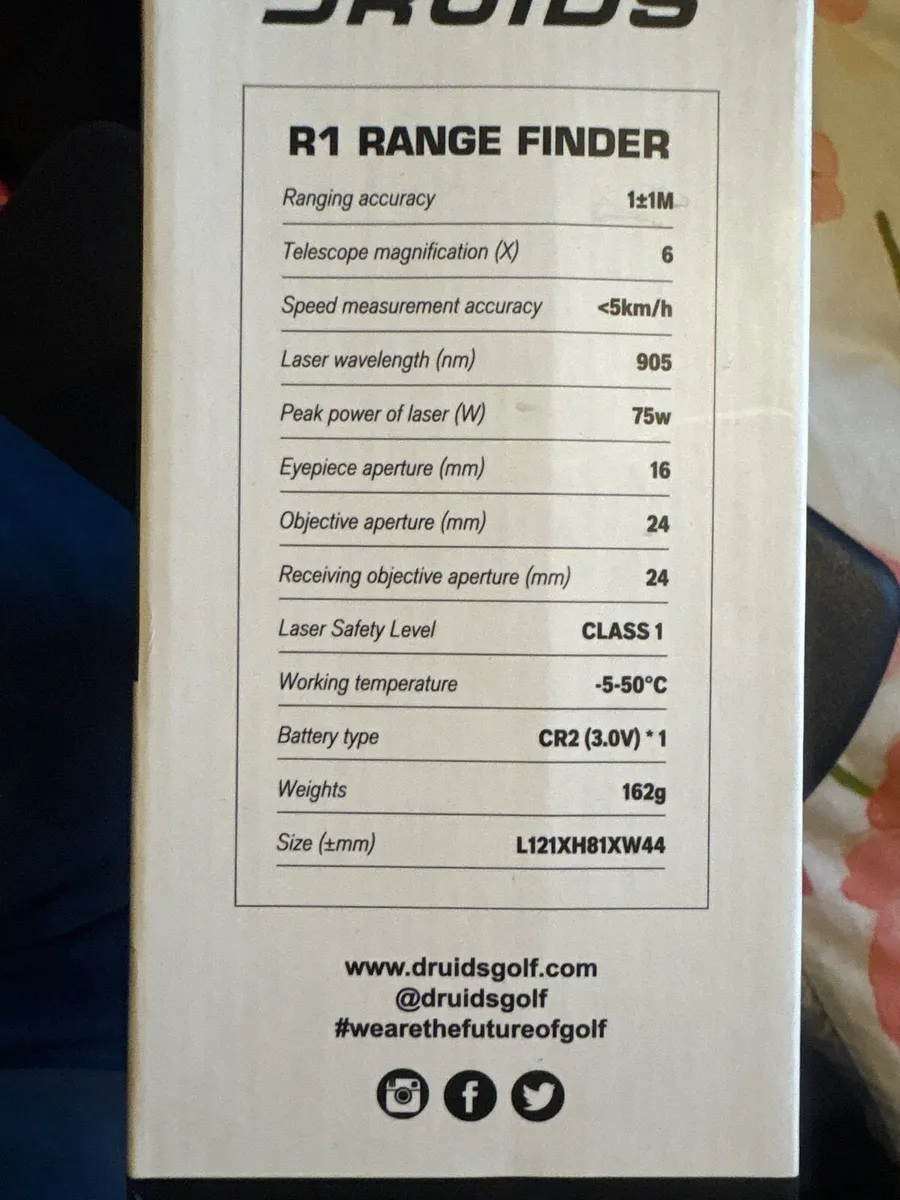 DRUIDS
R1 RANGE FINDER
Ranging accuracy 1±1M
Telescope magnification (X) 6
Speed measurement accuracy <5km/h
Laser wavelength (nm) 905
Peak power of laser (W) 75w
Eyepiece aperture (mm) 16
Objective aperture (mm) 24
Receiving objective aperture (mm) 24
Laser Safety Level CLASS 1
Working temperature -5-50°C
Battery type CR2 (3.0V) * 1
Weights 162g
Size (±mm) L121XH81XW44
www.druidsgolf.com
@druidsgolf
#wearethefutureofgolf